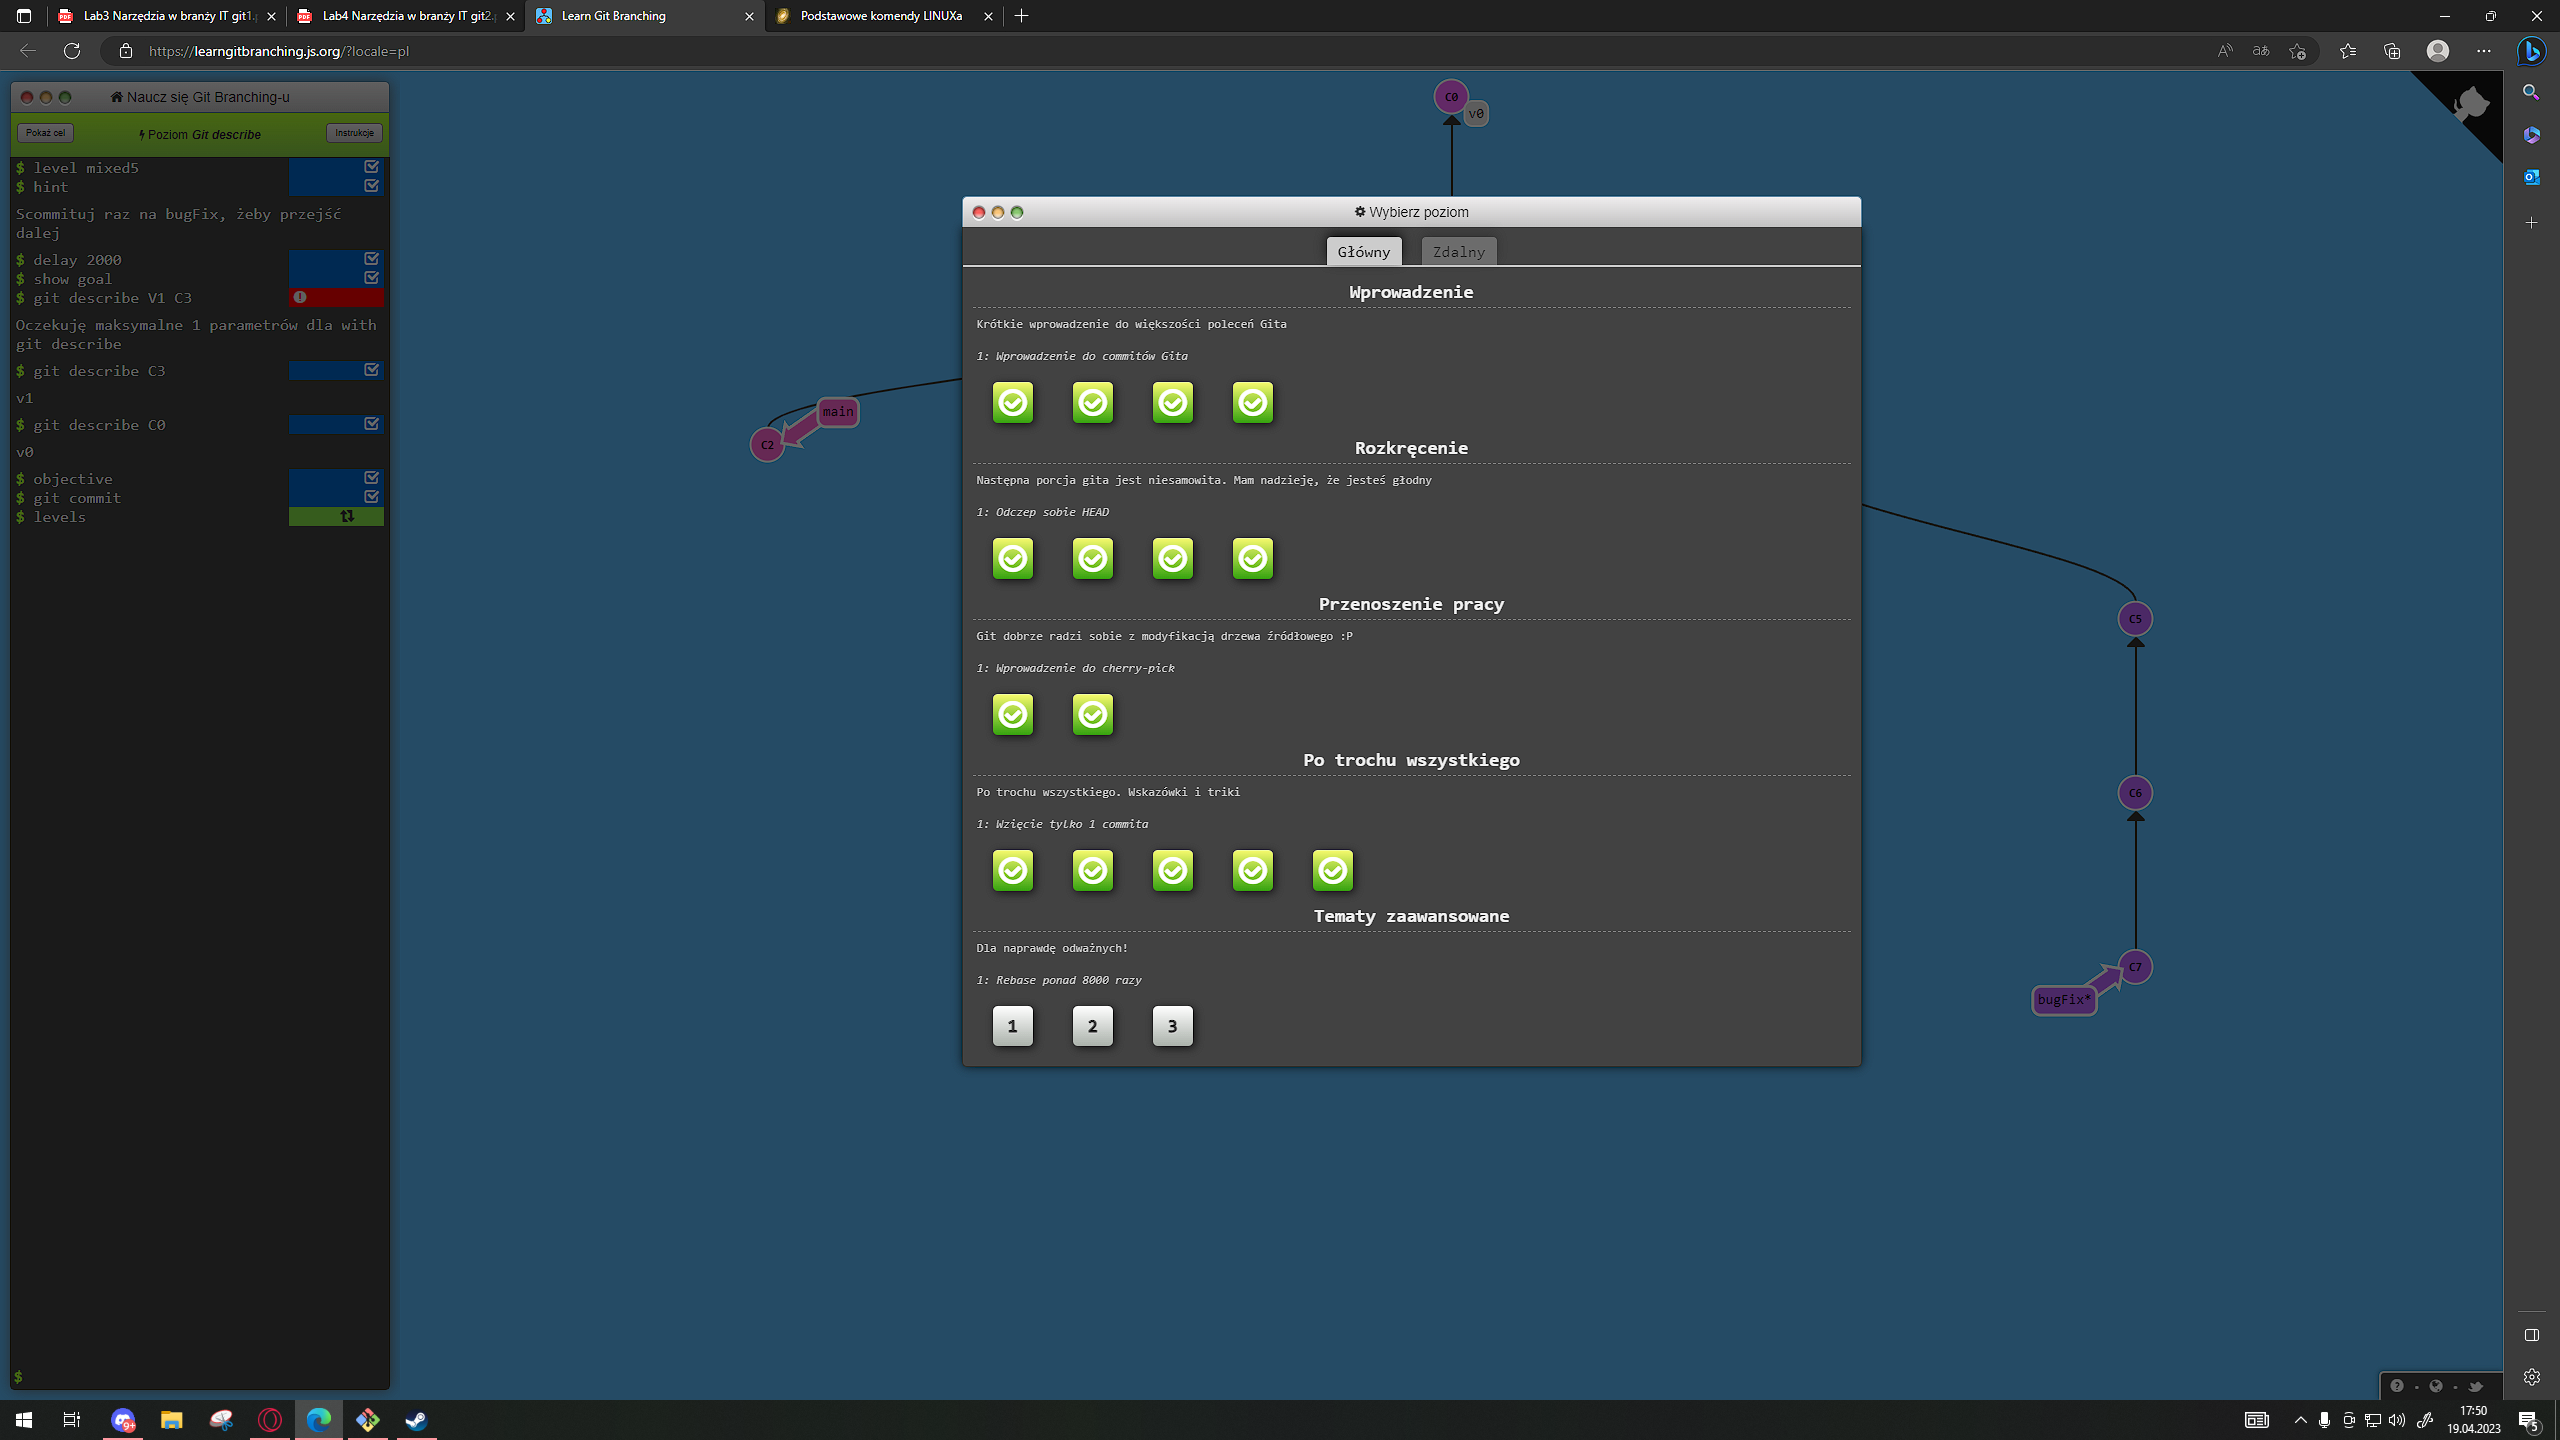 Lab3 Narzędzia w branży IT git1.p
Lab4 Narzędzia w branży IT git2.p
Learn Git Branching
Podstawowe komendy LINUXa
https://learngitbranching.js.org/?locale=pl
Naucz się Git Branching-u
Pokaż cel
Poziom Git describe
Instrukcje
$ level mixed5
$ hint
Scommituj raz na bugFix, żeby przejść
dalej
$ delay 2000
$ show goal
$ git describe V1 C3
Oczekuję maksymalne 1 parametrów dla with
git describe
$ git describe C3
v1
$ git describe C0
v0
$ objective
$ git commit
$ levels
$
C0
v0
main
C2
C5
C6
C7
bugFix*
Wybierz poziom
Główny
Zdalny
Wprowadzenie
Krótkie wprowadzenie do większości poleceń Gita
1: Wprowadzenie do commitów Gita
Rozkręcenie
Następna porcja gita jest niesamowita. Mam nadzieję, że jesteś głodny
1: Odczep sobie HEAD
Przenoszenie pracy
Git dobrze radzi sobie z modyfikacją drzewa źródłowego :P
1: Wprowadzenie do cherry-pick
Po trochu wszystkiego
Po trochu wszystkiego. Wskazówki i triki
1: Wzięcie tylko 1 commita
Tematy zaawansowane
Dla naprawdę odważnych!
1: Rebase ponad 8000 razy
1 2 3
9+
17:50
19.04.2023
5